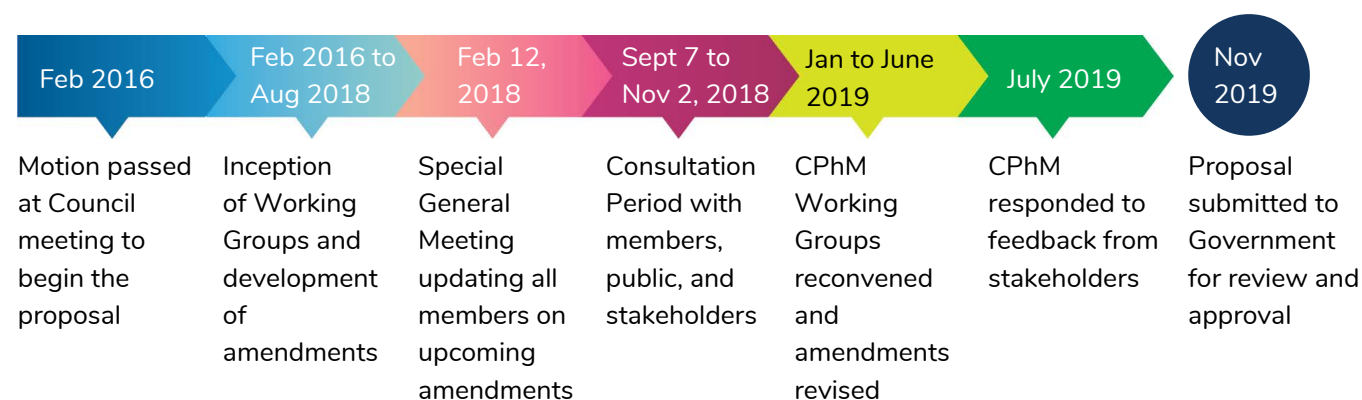 Feb 2016
Feb 2016 to
Aug 2018
Feb 12,
2018
Sept 7 to
Nov 2, 2018
Jan to June
2019
July 2019
Nov
2019
Motion passed
at Council
meeting to
begin the
proposal
Inception
of Working
Groups and
development
of
amendments
Special
General
Meeting
updating all
members on
upcoming
amendments
Consultation
Period with
members,
public, and
stakeholders
CPhM
Working
Groups
reconvened
and
amendments
revised
CPhM
responded to
feedback from
stakeholders
Proposal
submitted to
Government
for review and
approval